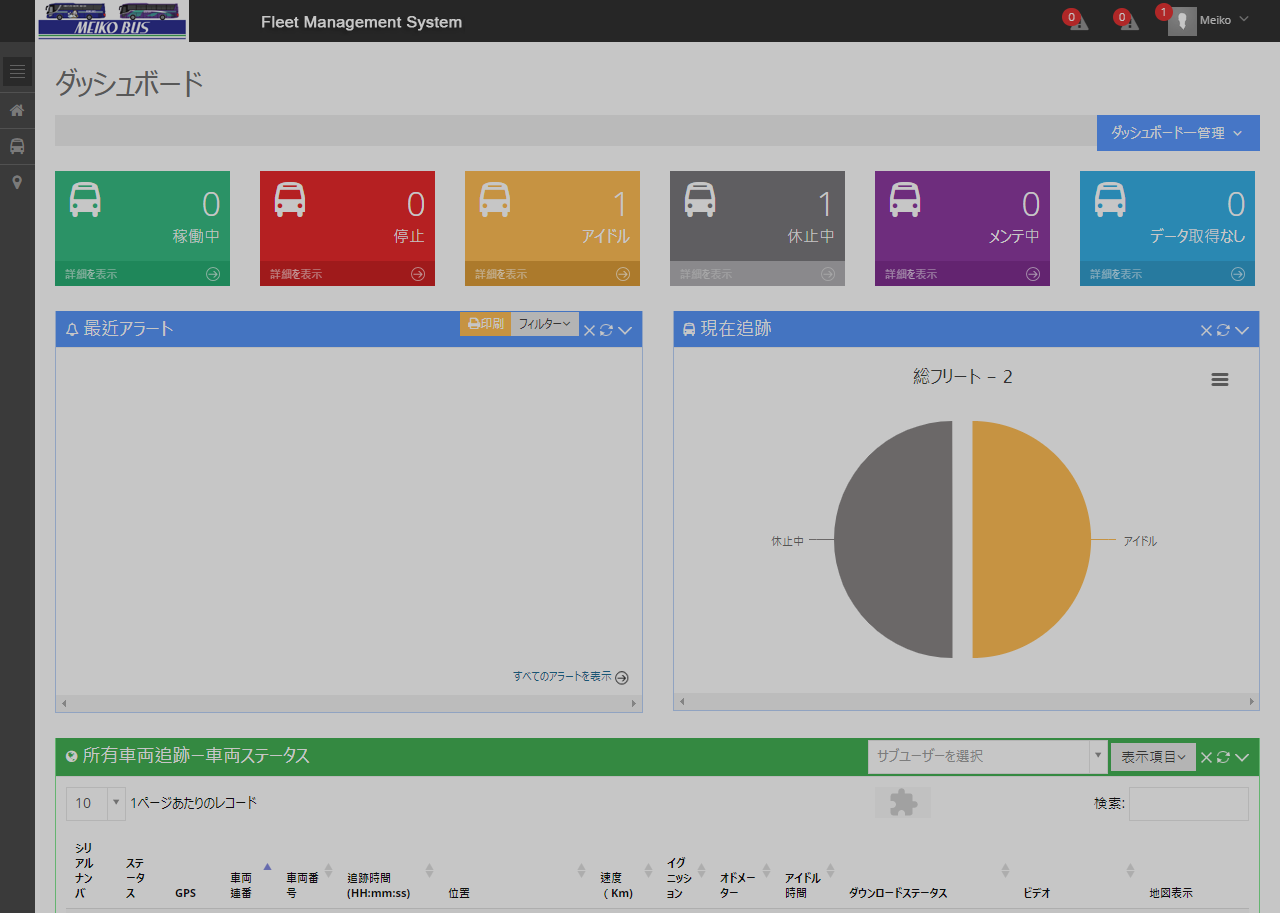 MEIKO BUS
Fleet Management System
0
0
1
Meiko
ダッシュボード
ダッシュボードー管理
0
稼働中
詳細を表示
0
停止
詳細を表示
1
アイドル
詳細を表示
1
休止中
詳細を表示
0
メンテ中
詳細を表示
0
データ取得なし
詳細を表示
最近アラート
印刷
フィルター
すべてのアラートを表示
現在追跡
総フリート – 2
休止中
アイドル
所有車両追跡ー車両ステータス
サブユーザーを選択
表示項目
10
1ページあたりのレコード
検索:
シリ
アル
ナン
バ
ステ
ータ
ス
GPS
車両
連番
車両番
号
追跡時間
(HH:mm:ss)
位置
速度
( Km)
イグ
ニッシ
ョン
オドメー
ター
アイドル
時間
ダウンロードステータス
ビデオ
地図表示